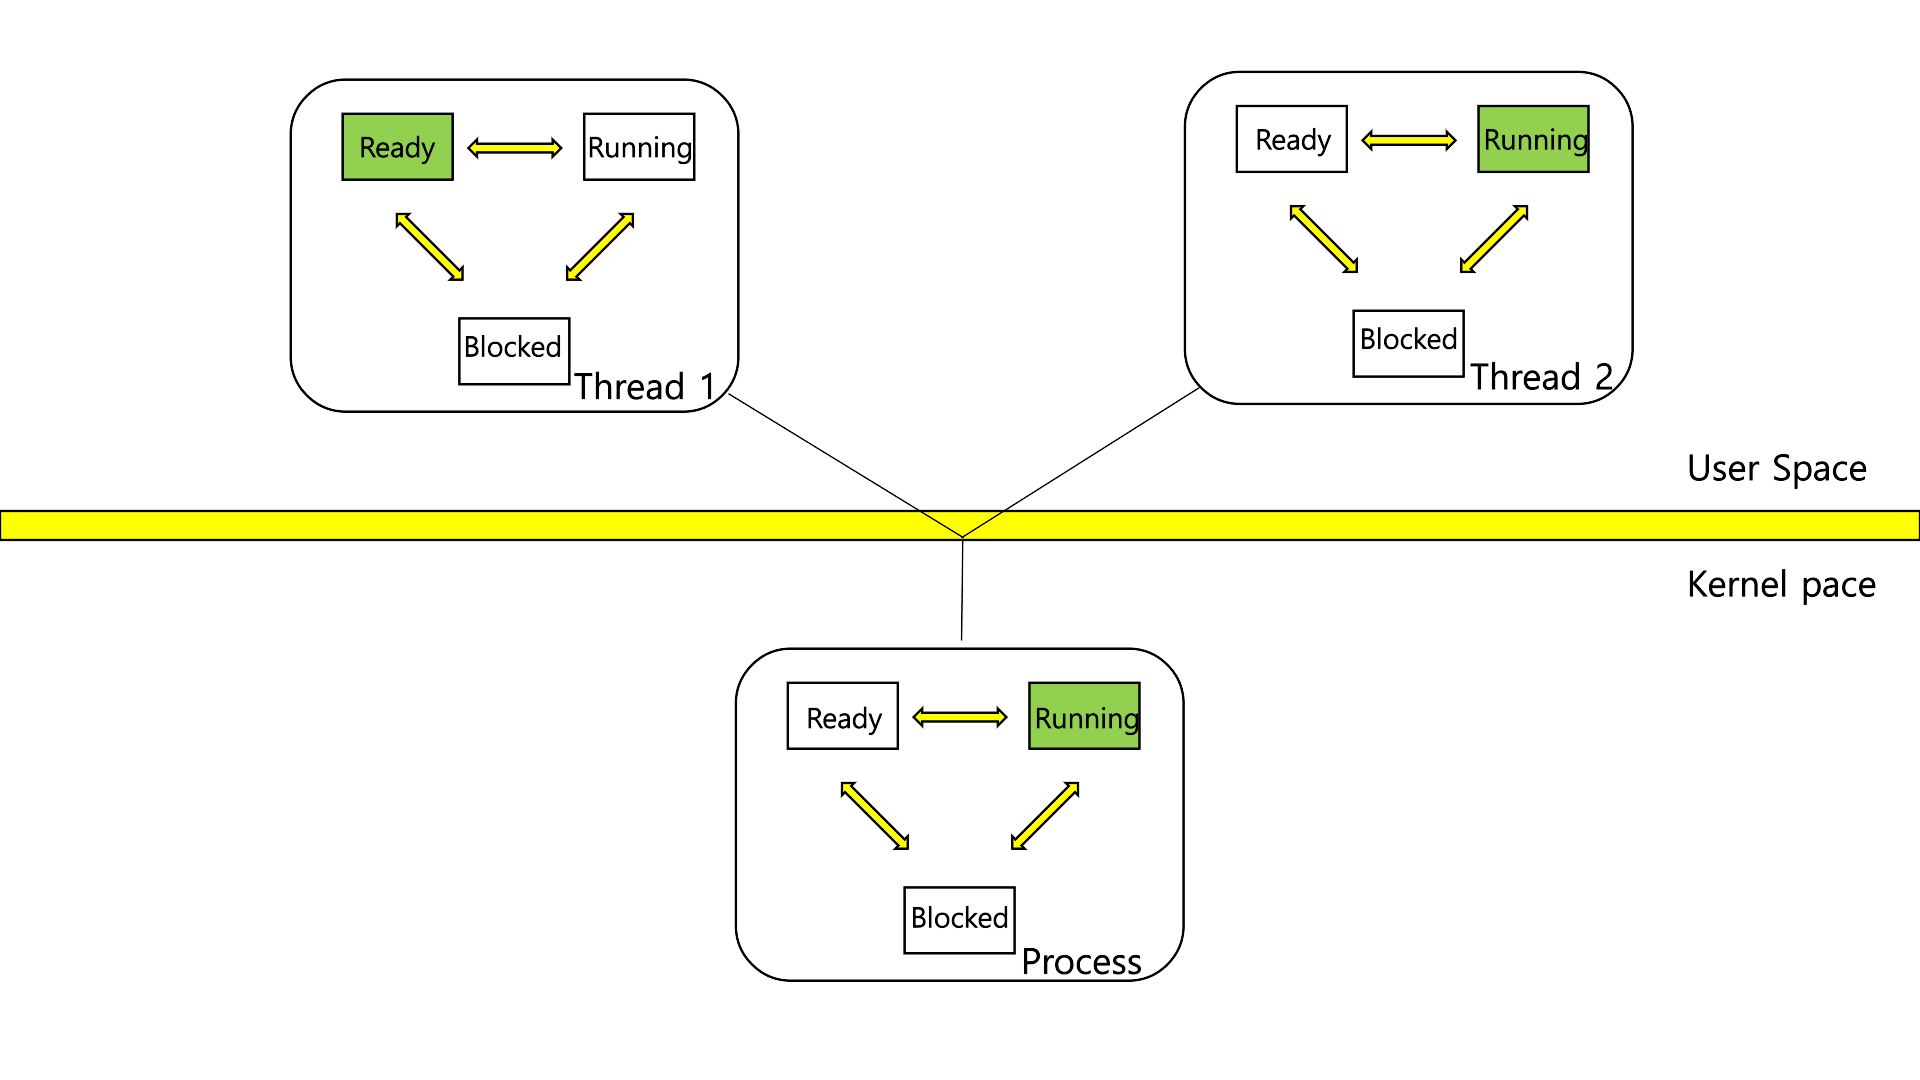 Ready
Running
Blocked
Thread 1
Ready
Running
Blocked
Thread 2
User Space
Kernel pace
Ready
Running
Blocked
Process